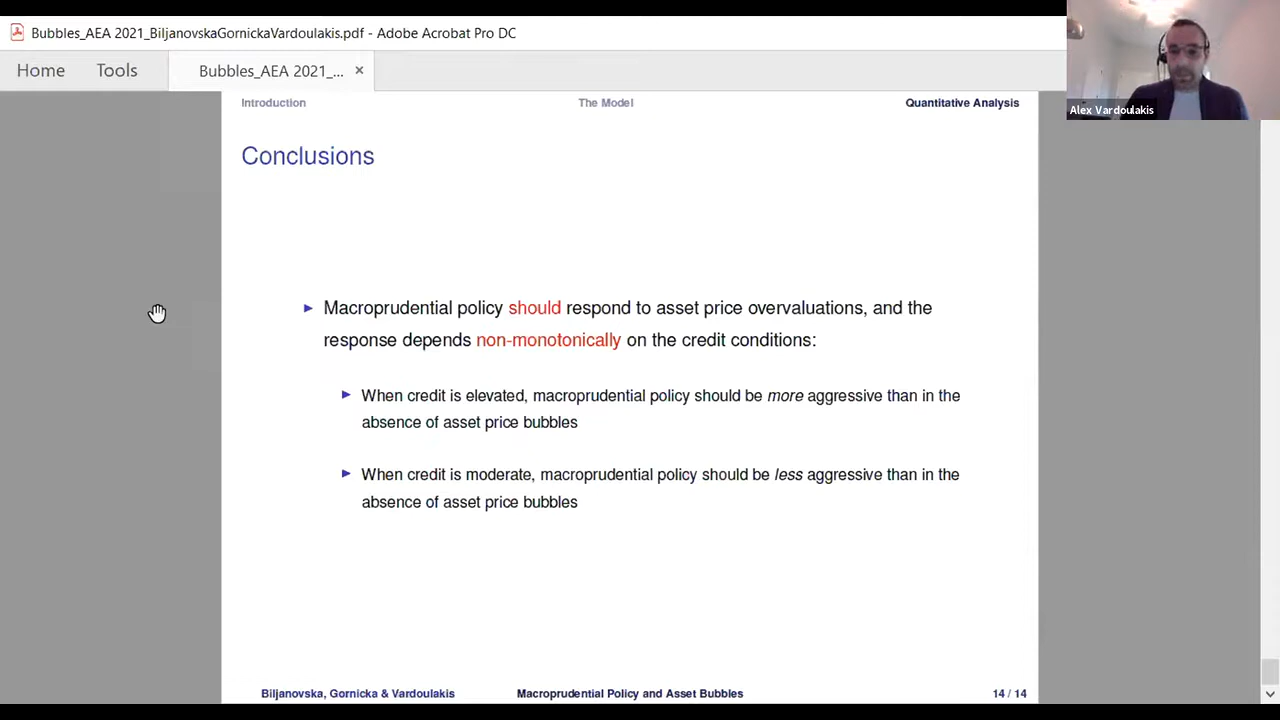 Bubbles_AEA 2021_BiljanovskaGornickaVardoulakis.pdf - Adobe Acrobat Pro DC
Home Tools Bubbles_AEA 2021_... ×
Alex Vardoulakis
Introduction The Model Quantitative Analysis
Conclusions
Macroprudential policy should respond to asset price overvaluations, and the
response depends non-monotonically on the credit conditions:
When credit is elevated, macroprudential policy should be more aggressive than in the
absence of asset price bubbles
When credit is moderate, macroprudential policy should be less aggressive than in the
absence of asset price bubbles
Biljanovska, Gornicka & Vardoulakis Macroprudential Policy and Asset Bubbles 14 / 14